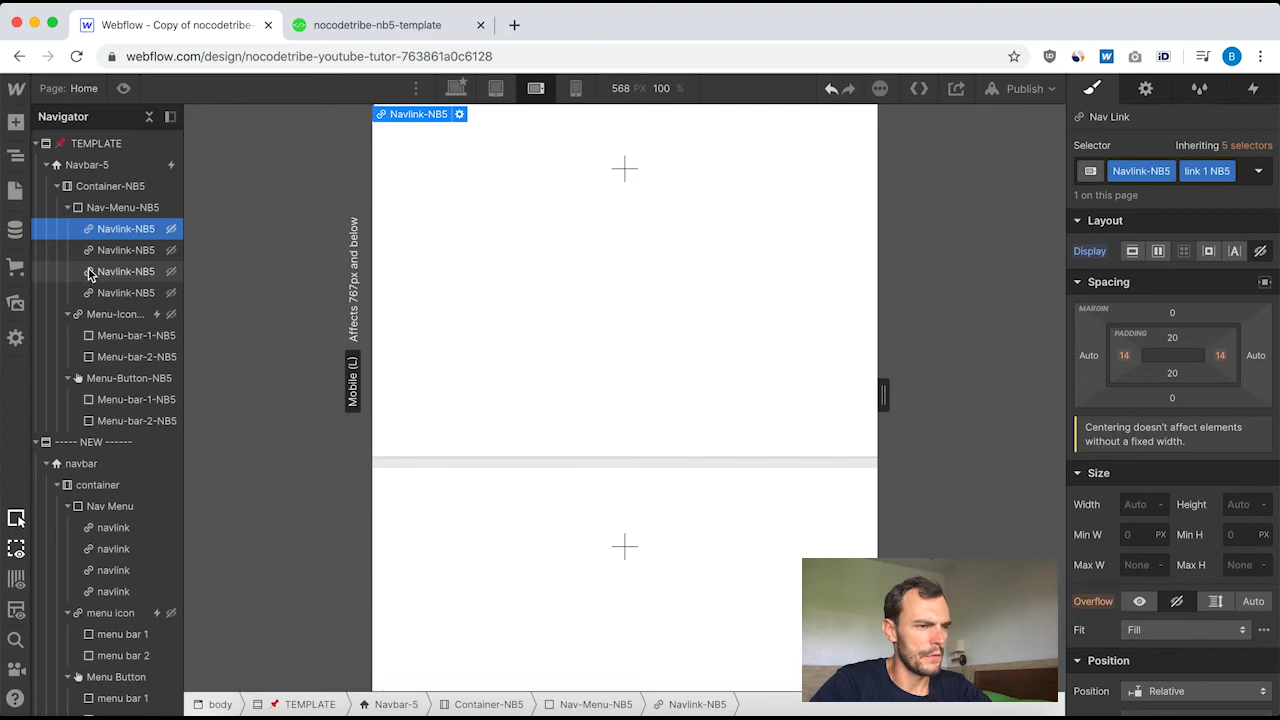 Webflow - Copy of nocodetribe-
nocodetribe-nb5-template
webflow.com/design/nocodetribe-youtube-tutor-763861a0c6128
B
Page: Home
568 PX 100 %
Publish
Navigator
TEMPLATE
Navbar-5
Container-NB5
Nav-Menu-NB5
Navlink-NB5
Navlink-NB5
Navlink-NB5
Navlink-NB5
Menu-Icon...
Menu-bar-1-NB5
Menu-bar-2-NB5
Menu-Button-NB5
Menu-bar-1-NB5
Menu-bar-2-NB5
----- NEW ------
navbar
container
Nav Menu
navlink
navlink
navlink
navlink
menu icon
menu bar 1
menu bar 2
Menu Button
menu bar 1
Navlink-NB5
Affects 767px and below
Mobile (L)
body
TEMPLATE
Navbar-5
Container-NB5
Nav-Menu-NB5
Navlink-NB5
Nav Link
Selector Inheriting 5 selectors
Navlink-NB5 link 1 NB5
1 on this page
Layout
Display
Spacing
MARGIN
0
PADDING
20
Auto 14 14 Auto
20
0
Centering doesn't affect elements
without a fixed width.
Size
Width Auto - Height Auto -
Min W 0 PX Min H 0 PX
Max W None - Max H None -
Overflow Auto
Fit Fill
Position
Position Relative